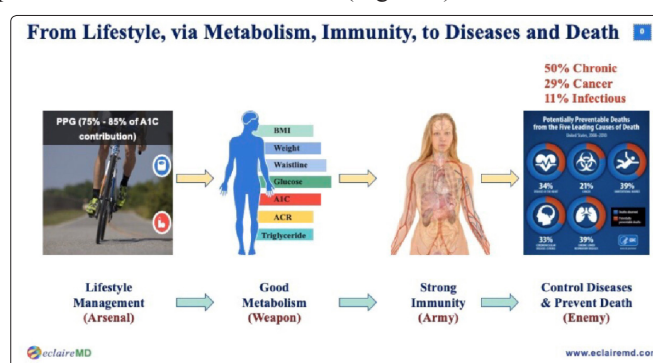 From Lifestyle, via Metabolism, Immunity, to Diseases and Death
50% Chronic
29% Cancer
11% Infectious
PPG (75% - 85% of A1C
contribution)
BMI
Weight
Waistline
Glucose
A1C
ACR
Triglyceride
Potentially Preventable Deaths
from the Five Leading Causes of Death
34%
21%
39%
33%
39%
CDC
Lifestyle
Management
(Arsenal)
Good
Metabolism
(Weapon)
Strong
Immunity
(Army)
Control Diseases
& Prevent Death
(Enemy)
eclaireMD
www.eclairemd.com